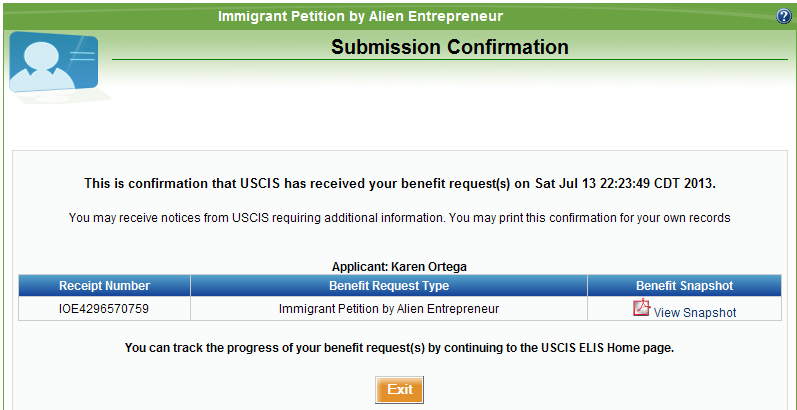 Immigrant Petition by Alien Entrepreneur
?
Submission Confirmation
This is confirmation that USCIS has received your benefit request(s) on Sat Jul 13 22:23:49 CDT 2013.
You may receive notices from USCIS requiring additional information. You may print this confirmation for your own records
Applicant: Karen Ortega
Receipt Number Benefit Request Type Benefit Snapshot
IOE4296570759 Immigrant Petition by Alien Entrepreneur View Snapshot
You can track the progress of your benefit request(s) by continuing to the USCIS ELIS Home page.
Exit